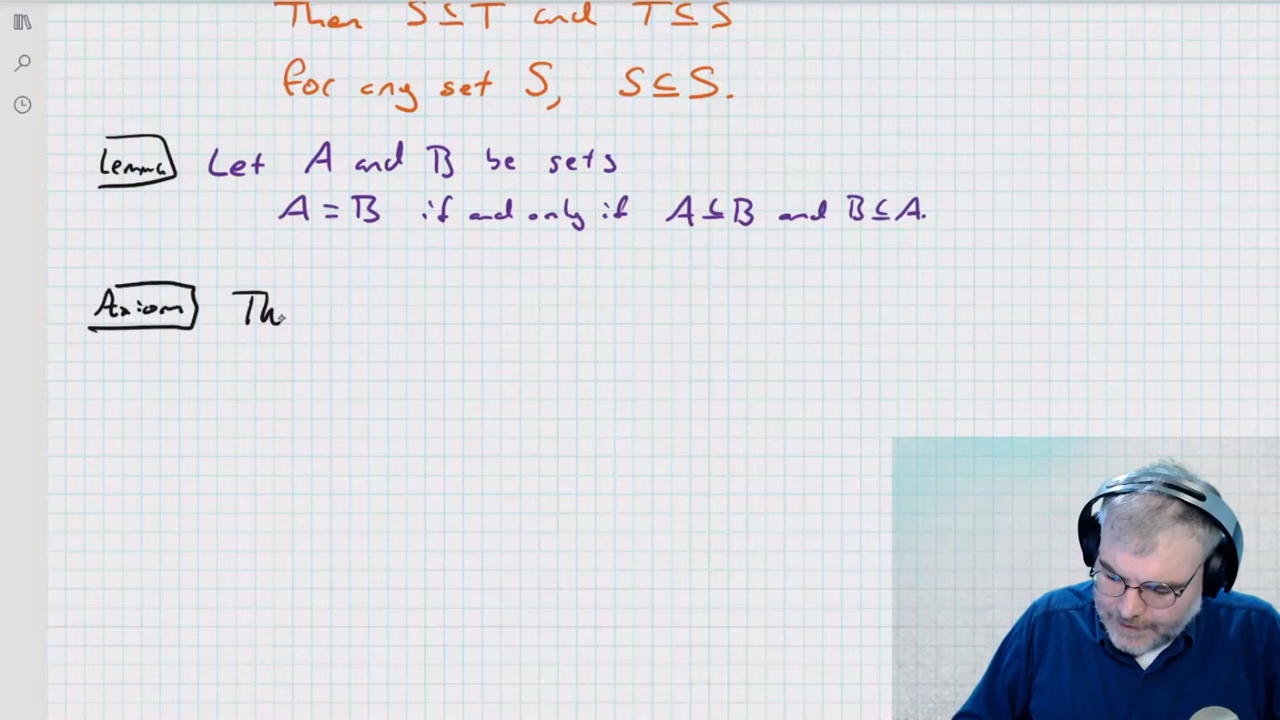 Then S ⊆ T and T ⊆ S
for any set S, S ⊆ S.
Lemma Let A and B be sets
A = B if and only if A ⊆ B and B ⊆ A.
Axiom Th